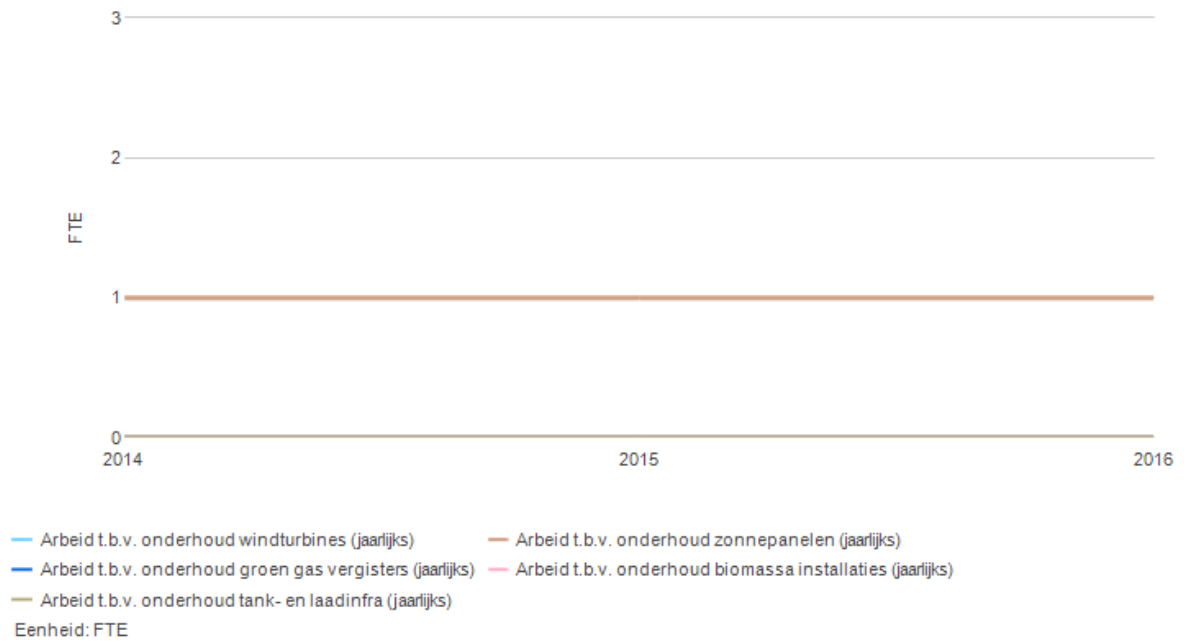 3
2
FTE
1
0
2014 2015 2016
Arbeid t.b.v. onderhoud windturbines (jaarlijks) Arbeid t.b.v. onderhoud zonnepanelen (jaarlijks)
Arbeid t.b.v. onderhoud groen gas vergisters (jaarlijks) Arbeid t.b.v. onderhoud biomassa installaties (jaarlijks)
Arbeid t.b.v. onderhoud tank- en laadinfra (jaarlijks)
Eenheid: FTE